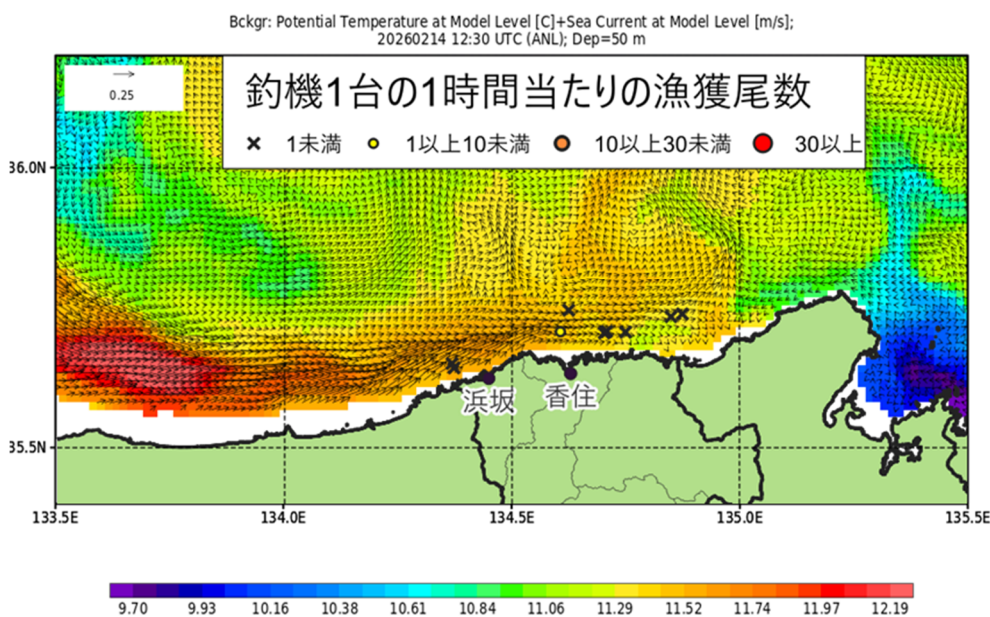 Bckgr: Potential Temperature at Model Level [C]+Sea Current at Model Level [m/s];
20260214 12:30 UTC (ANL); Dep=50 m
0.25
釣機1台の1時間当たりの漁獲尾数
1未満 1以上10未満 10以上30未満 30以上
36.0N
浜坂 香住
35.5N
133.5E 134.0E 134.5E 135.0E 135.5E
9.70 9.93 10.16 10.38 10.61 10.84 11.06 11.29 11.52 11.74 11.97 12.19